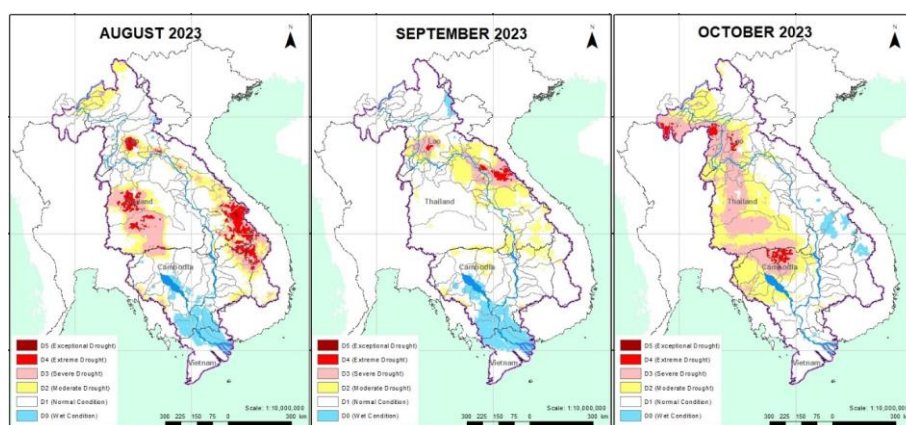 AUGUST 2023
N
Lao
Thailand
Cambodia
Vietnam
D5 (Exceptional Drought)
D4 (Extreme Drought)
D3 (Severe Drought)
D2 (Moderate Drought)
D1 (Normal Condition)
D0 (Wet Condition)
Scale : 1:10,000,000
300 225 150 75 0 300 km
SEPTEMBER 2023
N
Lao
Thailand
Cambodia
Vietnam
D5 (Exceptional Drought)
D4 (Extreme Drought)
D3 (Severe Drought)
D2 (Moderate Drought)
D1 (Normal Condition)
D0 (Wet Condition)
Scale : 1:10,000,000
300 225 150 75 0 300 km
OCTOBER 2023
N
Lao
Thailand
Cambodia
Vietnam
D5 (Exceptional Drought)
D4 (Extreme Drought)
D3 (Severe Drought)
D2 (Moderate Drought)
D1 (Normal Condition)
D0 (Wet Condition)
Scale : 1:10,000,000
300 225 150 75 0 300 km